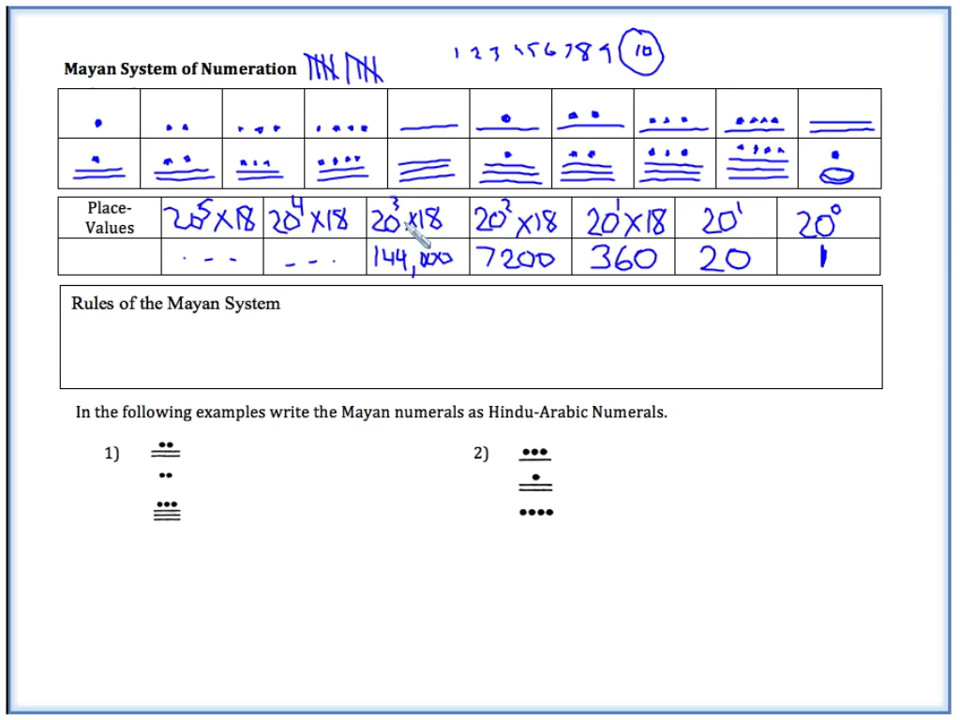 1 2 3 4 5 6 7 8 9 10
Mayan System of Numeration
Place-Values 20⁵×18 20⁴×18 20³×18 20²×18 20¹×18 20¹ 20⁰
... ... 144,000 7200 360 20 1
Rules of the Mayan System
In the following examples write the Mayan numerals as Hindu-Arabic Numerals.
1) 2)